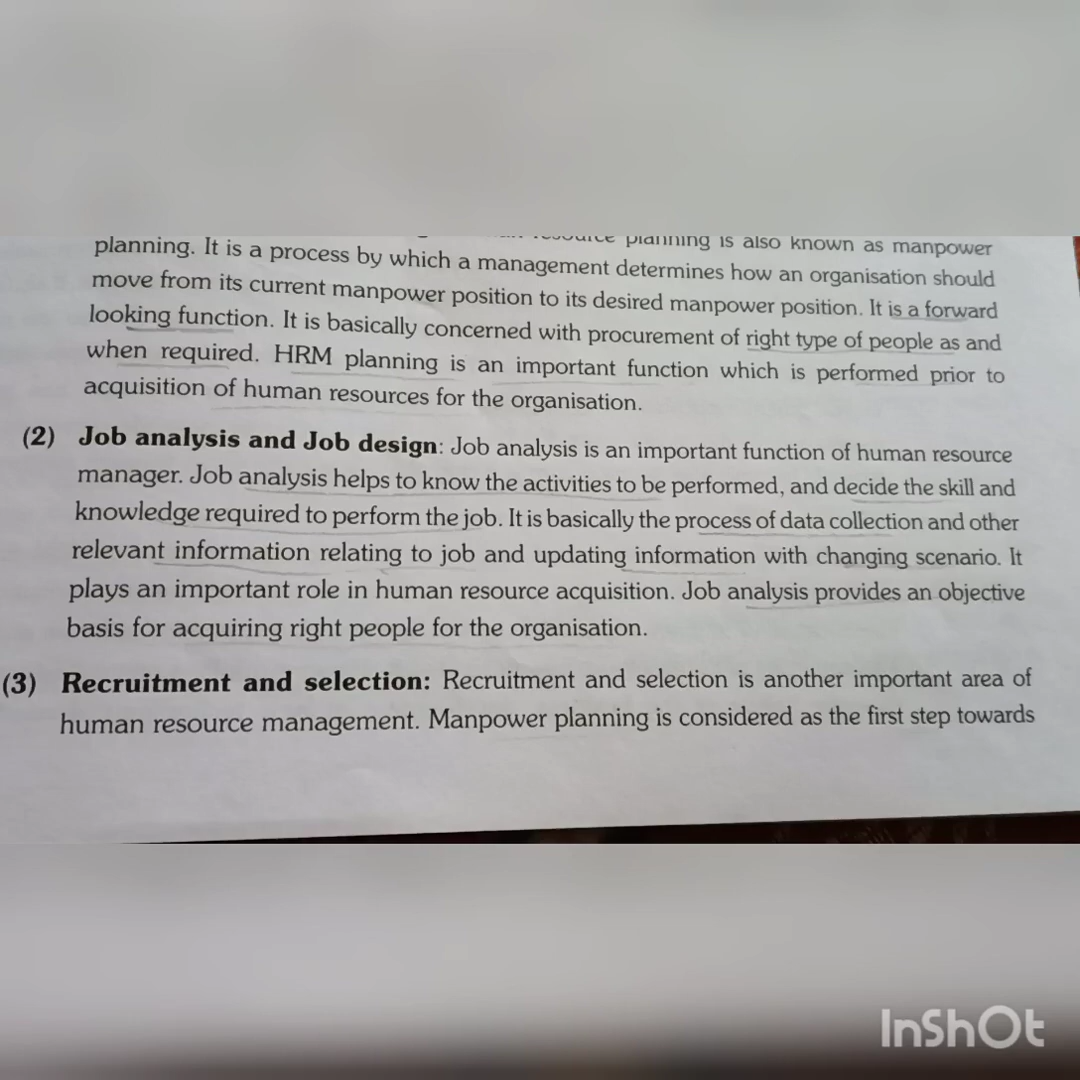 planning is also known as manpower
planning. It is a process by which a management determines how an organisation should
move from its current manpower position to its desired manpower position. It is a forward
looking function. It is basically concerned with procurement of right type of people as and
when required. HRM planning is an important function which is performed prior to
acquisition of human resources for the organisation.
(2) Job analysis and Job design: Job analysis is an important function of human resource
manager. Job analysis helps to know the activities to be performed, and decide the skill and
knowledge required to perform the job. It is basically the process of data collection and other
relevant information relating to job and updating information with changing scenario. It
plays an important role in human resource acquisition. Job analysis provides an objective
basis for acquiring right people for the organisation.
(3) Recruitment and selection: Recruitment and selection is another important area of
human resource management. Manpower planning is considered as the first step towards
InShOt